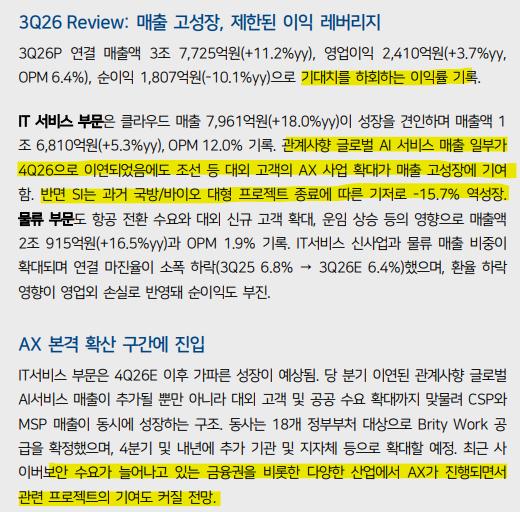 3Q26 Review: 매출 고성장, 제한된 이익 레버리지
3Q26P 연결 매출액 3조 7,725억원(+11.2%yy), 영업이익 2,410억원(+3.7%yy,
OPM 6.4%), 순이익 1,807억원(-10.1%yy)으로 기대치를 하회하는 이익률 기록.
IT 서비스 부문은 클라우드 매출 7,961억원(+18.0%yy)이 성장을 견인하며 매출액 1
조 6,810억원(+5.3%yy), OPM 12.0% 기록. 관계사향 글로벌 AI 서비스 매출 일부가
4Q26으로 이연되었음에도 조선 등 대외 고객의 AX 사업 확대가 매출 고성장에 기여
함. 반면 SI는 과거 국방/바이오 대형 프로젝트 종료에 따른 기저로 -15.7% 역성장.
물류 부문도 항공 전환 수요와 대외 신규 고객 확대, 운임 상승 등의 영향으로 매출액
2조 915억원(+16.5%yy)과 OPM 1.9% 기록. IT서비스 신사업과 물류 매출 비중이
확대되며 연결 마진율이 소폭 하락(3Q25 6.8% → 3Q26E 6.4%)했으며, 환율 하락
영향이 영업외 손실로 반영돼 순이익도 부진.
AX 본격 확산 구간에 진입
IT서비스 부문은 4Q26E 이후 가파른 성장이 예상됨. 당 분기 이연된 관계사향 글로벌
AI서비스 매출이 추가될 뿐만 아니라 대외 고객 및 공공 수요 확대까지 맞물려 CSP와
MSP 매출이 동시에 성장하는 구조. 동사는 18개 정부부처 대상으로 Brity Work 공
급을 확정했으며, 4분기 및 내년에 추가 기관 및 지자체 등으로 확대할 예정. 최근 사
이버보안 수요가 늘어나고 있는 금융권을 비롯한 다양한 산업에서 AX가 진행되면서
관련 프로젝트의 기여도 커질 전망.